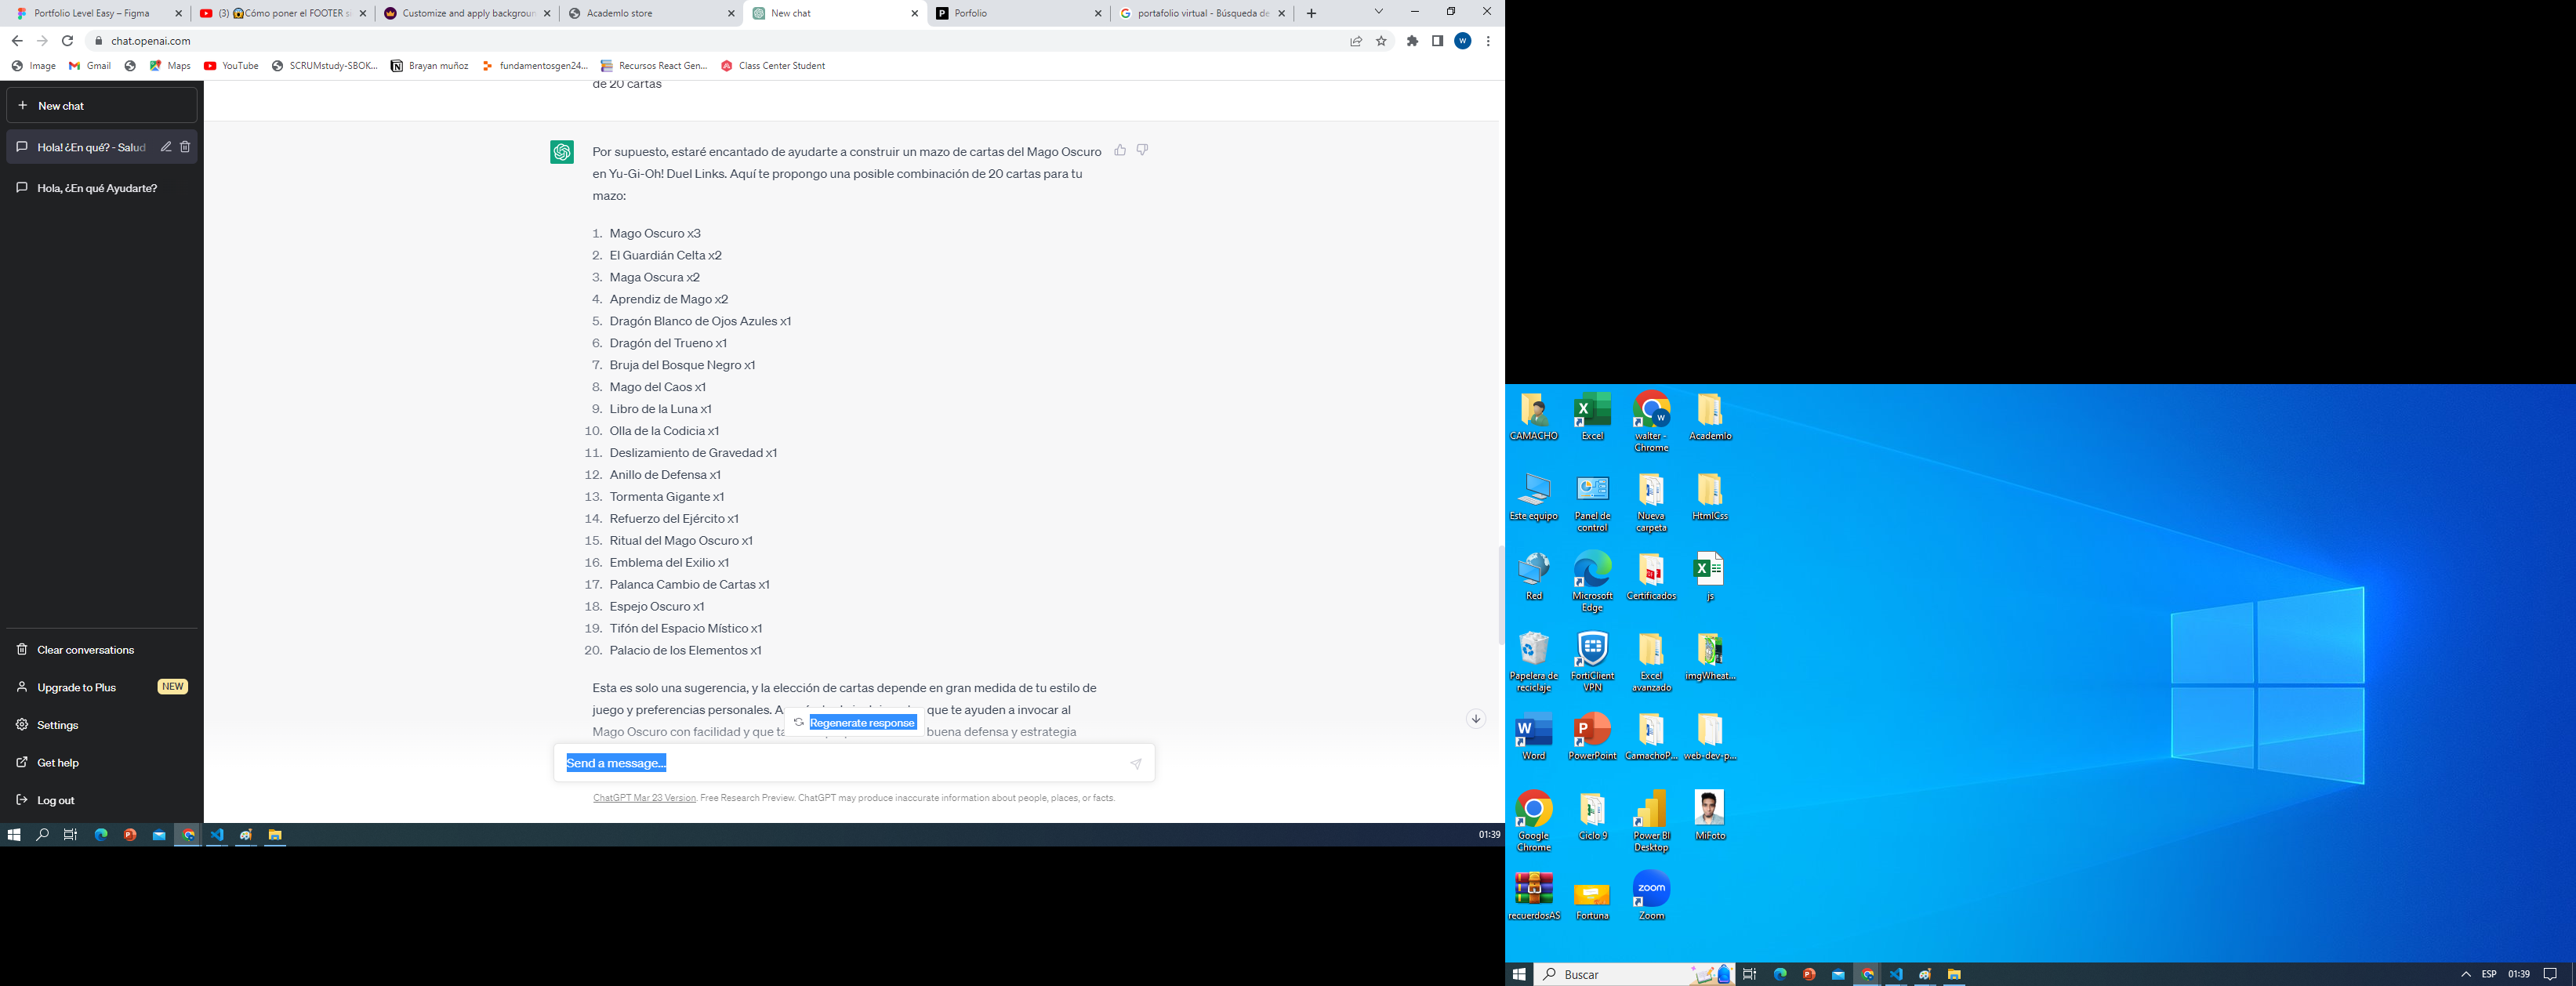 Portfolio Level Easy – Figma
(3) 😱Cómo poner el FOOTER si
Customize and apply backgroun
Academlo store
New chat
Porfolio
portafolio virtual - Búsqueda de
chat.openai.com
W
Image
Gmail
Maps
YouTube
SCRUMstudy-SBOK...
Brayan muñoz
fundamentosgen24...
Recursos React Gen...
Class Center Student
New chat
Hola! ¿En qué? - Salud
Hola, ¿En qué Ayudarte?
Clear conversations
Upgrade to Plus
NEW
Settings
Get help
Log out
de 20 cartas
Por supuesto, estaré encantado de ayudarte a construir un mazo de cartas del Mago Oscuro
en Yu-Gi-Oh! Duel Links. Aquí te propongo una posible combinación de 20 cartas para tu
mazo:
1. Mago Oscuro x3
2. El Guardián Celta x2
3. Maga Oscura x2
4. Aprendiz de Mago x2
5. Dragón Blanco de Ojos Azules x1
6. Dragón del Trueno x1
7. Bruja del Bosque Negro x1
8. Mago del Caos x1
9. Libro de la Luna x1
10. Olla de la Codicia x1
11. Deslizamiento de Gravedad x1
12. Anillo de Defensa x1
13. Tormenta Gigante x1
14. Refuerzo del Ejército x1
15. Ritual del Mago Oscuro x1
16. Emblema del Exilio x1
17. Palanca Cambio de Cartas x1
18. Espejo Oscuro x1
19. Tifón del Espacio Místico x1
20. Palacio de los Elementos x1
Esta es solo una sugerencia, y la elección de cartas depende en gran medida de tu estilo de
juego y preferencias personales. A que te ayuden a invocar al
Mago Oscuro con facilidad y que buena defensa y estrategia
Regenerate response
Send a message...
ChatGPT Mar 23 Version. Free Research Preview. ChatGPT may produce inaccurate information about people, places, or facts.
01:39
CAMACHO
Excel
walter - Chrome
Academlo
Este equipo
Panel de control
Nueva carpeta
HtmlCss
Red
Microsoft Edge
Certificados
js
Papelera de reciclaje
FortiClient VPN
Excel avanzado
imgWheat...
Word
PowerPoint
CamachoP...
web-dev-p...
Google Chrome
Ciclo 9
Power BI Desktop
MiFoto
recuerdosAS
Fortuna
zoom
Zoom
Buscar
ESP
01:39